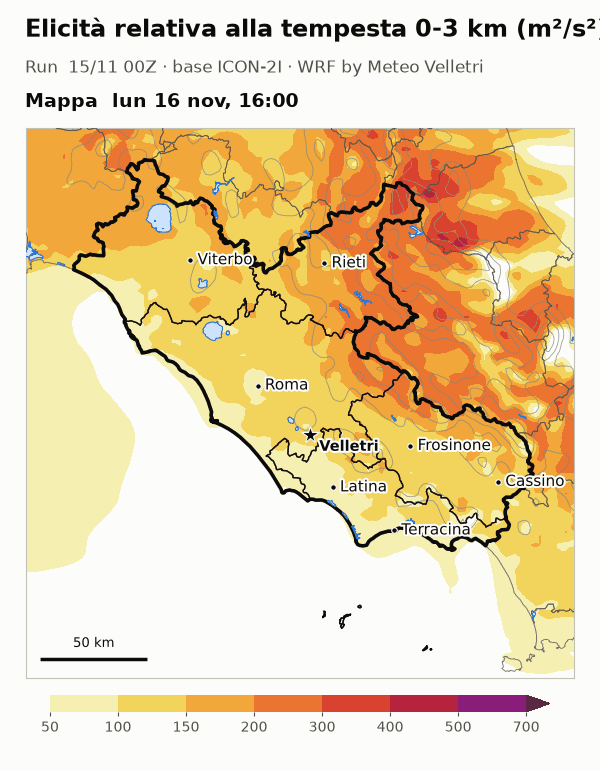 Elicità relativa alla tempesta 0-3 km (m²/s²)
Run 15/11 00Z · base ICON-2I · WRF by Meteo Velletri
Mappa lun 16 nov, 16:00
Viterbo
Rieti
Roma
Velletri
Frosinone
Cassino
Latina
Terracina
50 km
50 100 150 200 300 400 500 700